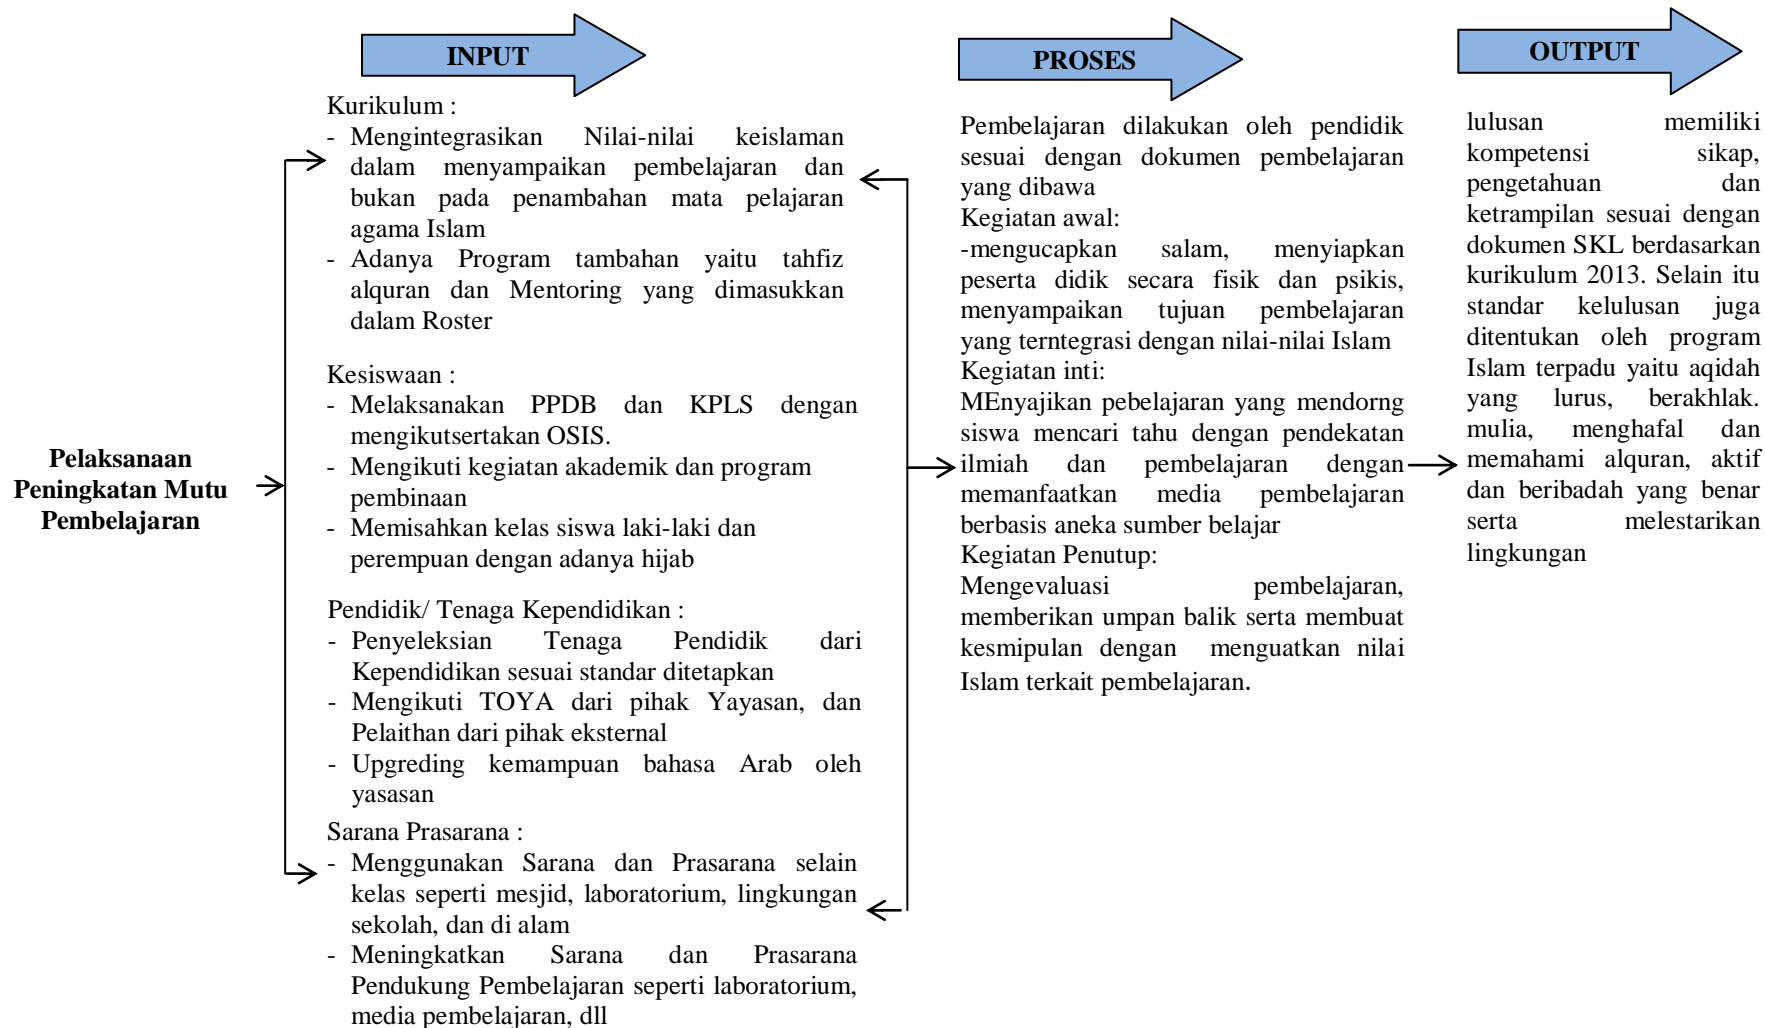 INPUT
PROSES
OUTPUT
Pelaksanaan
Peningkatan Mutu
Pembelajaran
Kurikulum :
- Mengintegrasikan Nilai-nilai keislaman
dalam menyampaikan pembelajaran dan
bukan pada penambahan mata pelajaran
agama Islam
- Adanya Program tambahan yaitu tahfiz
alquran dan Mentoring yang dimasukkan
dalam Roster
Kesiswaan :
- Melaksanakan PPDB dan KPLS dengan
mengikutsertakan OSIS.
- Mengikuti kegiatan akademik dan program
pembinaan
- Memisahkan kelas siswa laki-laki dan
perempuan dengan adanya hijab
Pendidik/ Tenaga Kependidikan :
- Penyeleksian Tenaga Pendidik dari
Kependidikan sesuai standar ditetapkan
- Mengikuti TOYA dari pihak Yayasan, dan
Pelaithan dari pihak eksternal
- Upgreding kemampuan bahasa Arab oleh
yasasan
Sarana Prasarana :
- Menggunakan Sarana dan Prasarana selain
kelas seperti mesjid, laboratorium, lingkungan
sekolah, dan di alam
- Meningkatkan Sarana dan Prasarana
Pendukung Pembelajaran seperti laboratorium,
media pembelajaran, dll
Pembelajaran dilakukan oleh pendidik
sesuai dengan dokumen pembelajaran
yang dibawa
Kegiatan awal:
-mengucapkan salam, menyiapkan
peserta didik secara fisik dan psikis,
menyampaikan tujuan pembelajaran
yang terntegrasi dengan nilai-nilai Islam
Kegiatan inti:
MEnyajikan pebelajaran yang mendorng
siswa mencari tahu dengan pendekatan
ilmiah dan pembelajaran dengan
memanfaatkan media pembelajaran
berbasis aneka sumber belajar
Kegiatan Penutup:
Mengevaluasi pembelajaran,
memberikan umpan balik serta membuat
kesmipulan dengan menguatkan nilai
Islam terkait pembelajaran.
lulusan memiliki
kompetensi sikap,
pengetahuan dan
ketrampilan sesuai dengan
dokumen SKL berdasarkan
kurikulum 2013. Selain itu
standar kelulusan juga
ditentukan oleh program
Islam terpadu yaitu aqidah
yang lurus, berakhlak.
mulia, menghafal dan
memahami alquran, aktif
dan beribadah yang benar
serta melestarikan
lingkungan